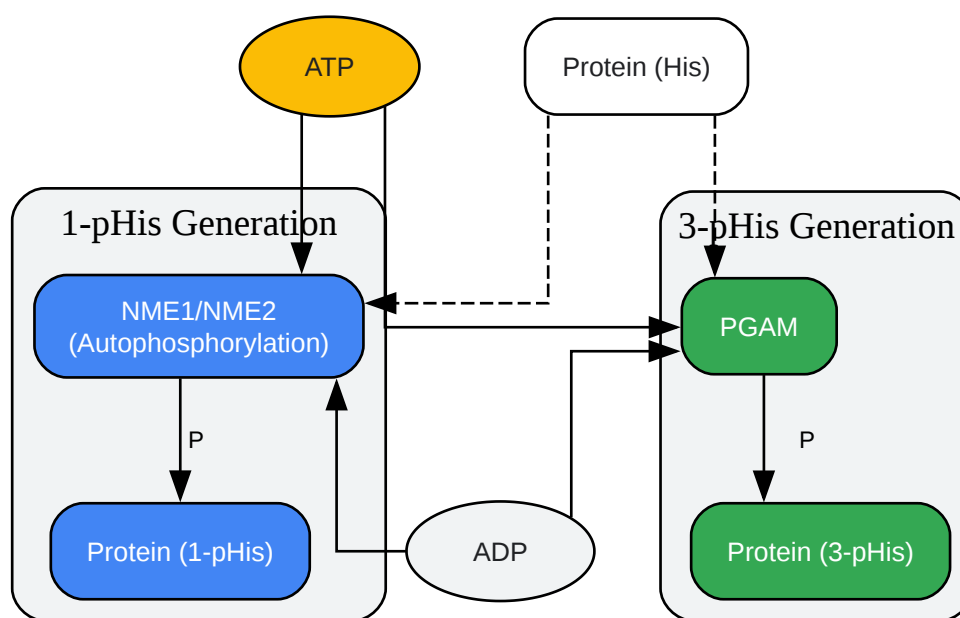 ATP
Protein (His)
1-pHis Generation
3-pHis Generation
NME1/NME2
(Autophosphorylation)
PGAM
P
P
Protein (1-pHis)
ADP
Protein (3-pHis)